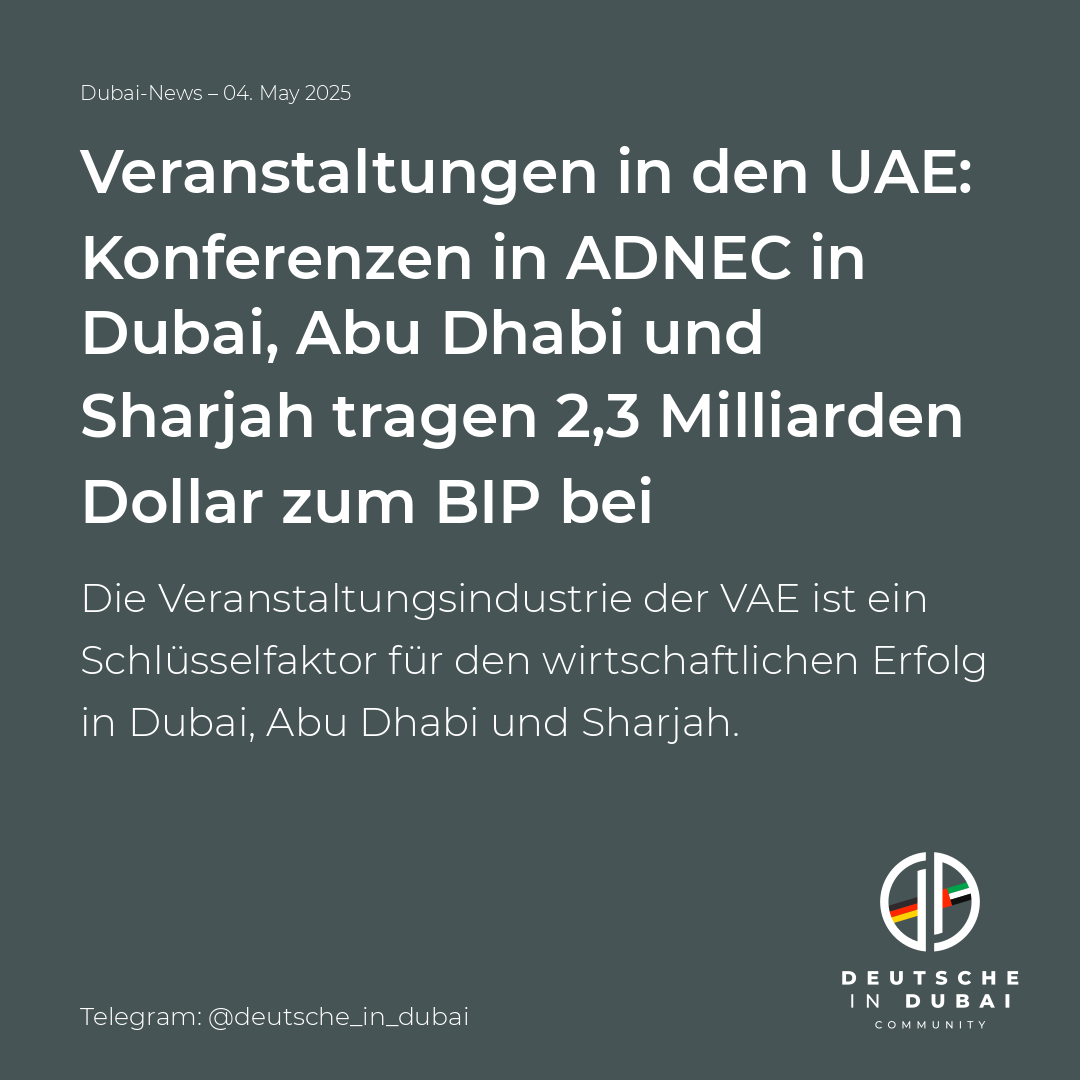 Dubai-News – 04. May 2025
Veranstaltungen in den UAE:
Konferenzen in ADNEC in
Dubai, Abu Dhabi und
Sharjah tragen 2,3 Milliarden
Dollar zum BIP bei
Die Veranstaltungsindustrie der VAE ist ein
Schlüsselfaktor für den wirtschaftlichen Erfolg
in Dubai, Abu Dhabi und Sharjah.
DEUTSCHE
IN DUBAI
COMMUNITY
Telegram: @deutsche_in_dubai